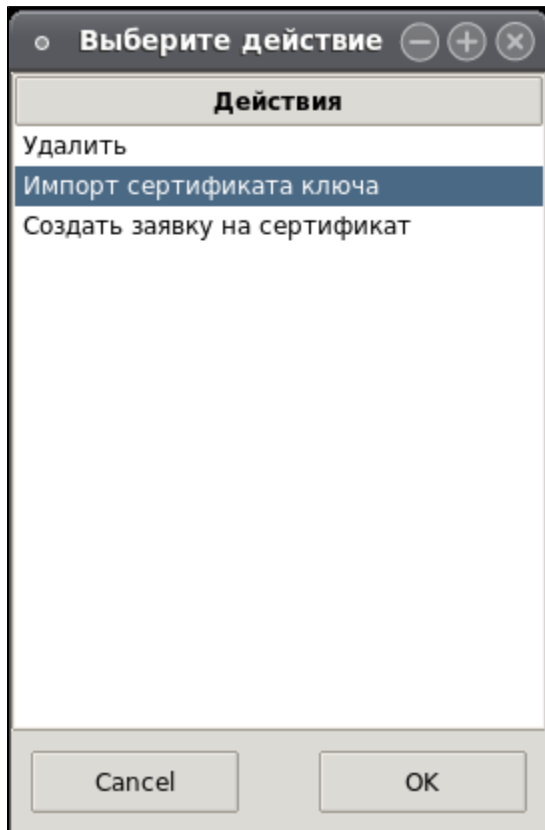 Выберите действие
Действия
Удалить
Импорт сертификата ключа
Создать заявку на сертификат
Cancel OK